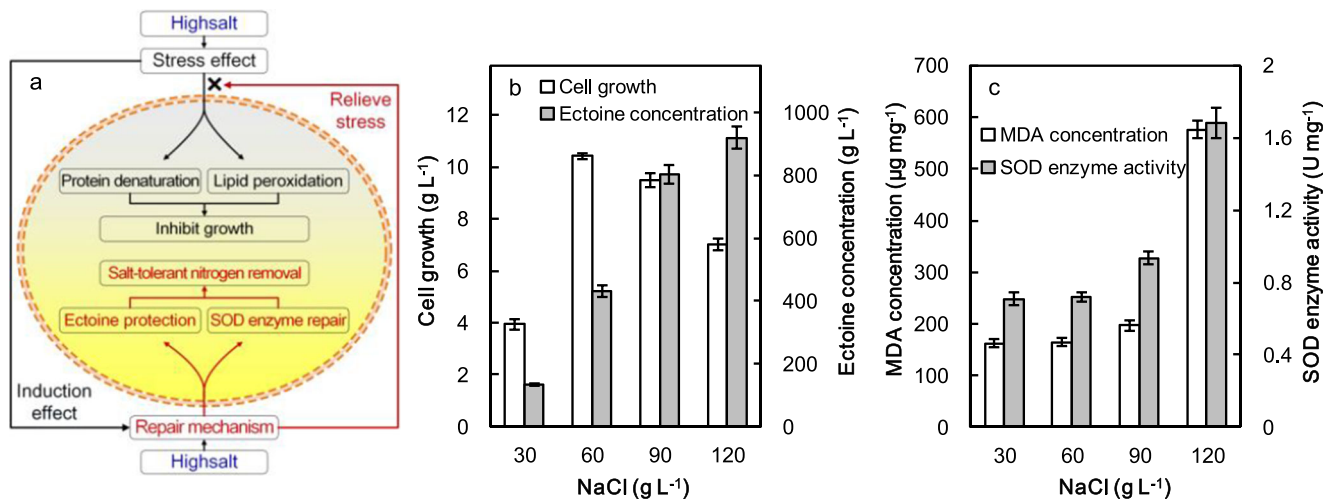 a
Highsalt
Stress effect
Relieve
stress
Protein denaturation
Lipid peroxidation
Inhibit growth
Salt-tolerant nitrogen removal
Ectoine protection
SOD enzyme repair
Induction
effect
Repair mechanism
Highsalt
b
Cell growth
Ectoine concentration
Cell growth (g L-1)
12
10
8
6
4
2
0
1000
800
600
400
200
0
Ectoine concentration (g L-1)
30 60 90 120
NaCl (g L-1)
c
MDA concentration
SOD enzyme activity
MDA concentration (µg mg-1)
700
600
500
400
300
200
100
0
2
1.6
1.2
0.8
0.4
0
SOD enzyme activity (U mg-1)
30 60 90 120
NaCl (g L-1)